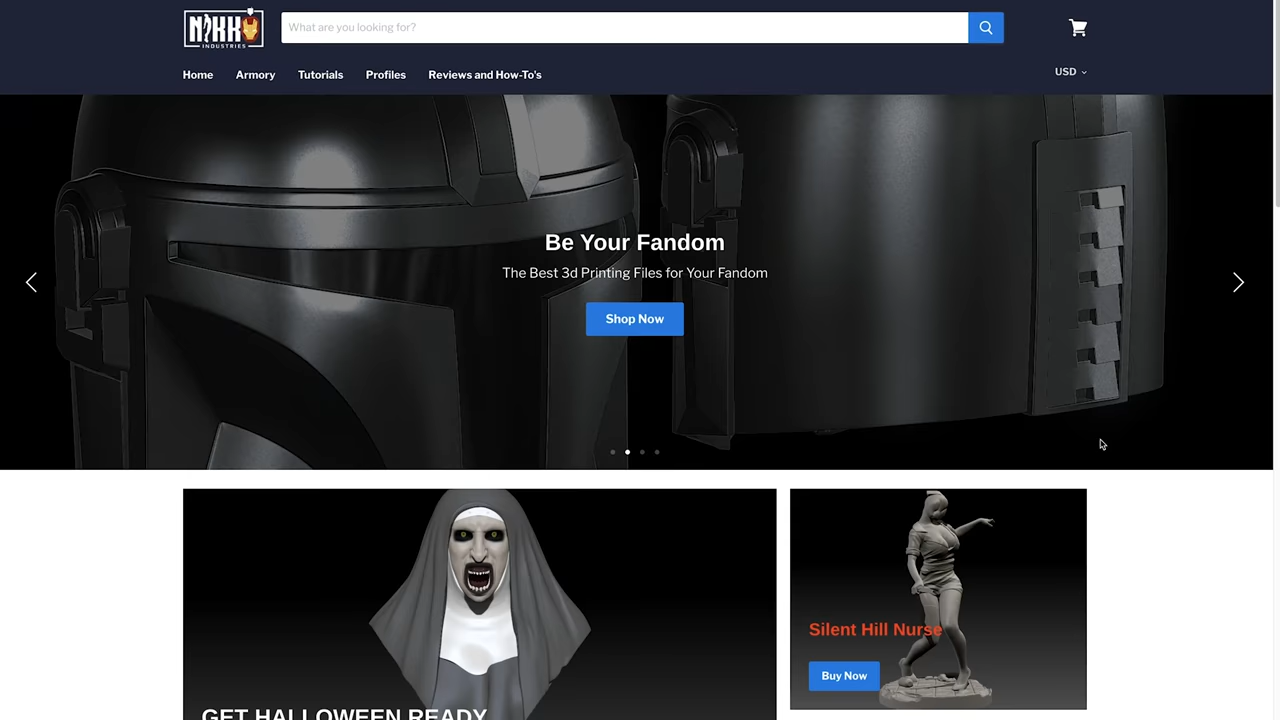 NIKKO
INDUSTRIES
What are you looking for?
Home Armory Tutorials Profiles Reviews and How-To's
USD
Be Your Fandom
The Best 3d Printing Files for Your Fandom
Shop Now
Silent Hill Nurse
Buy Now
GET HALLOWEEN READY